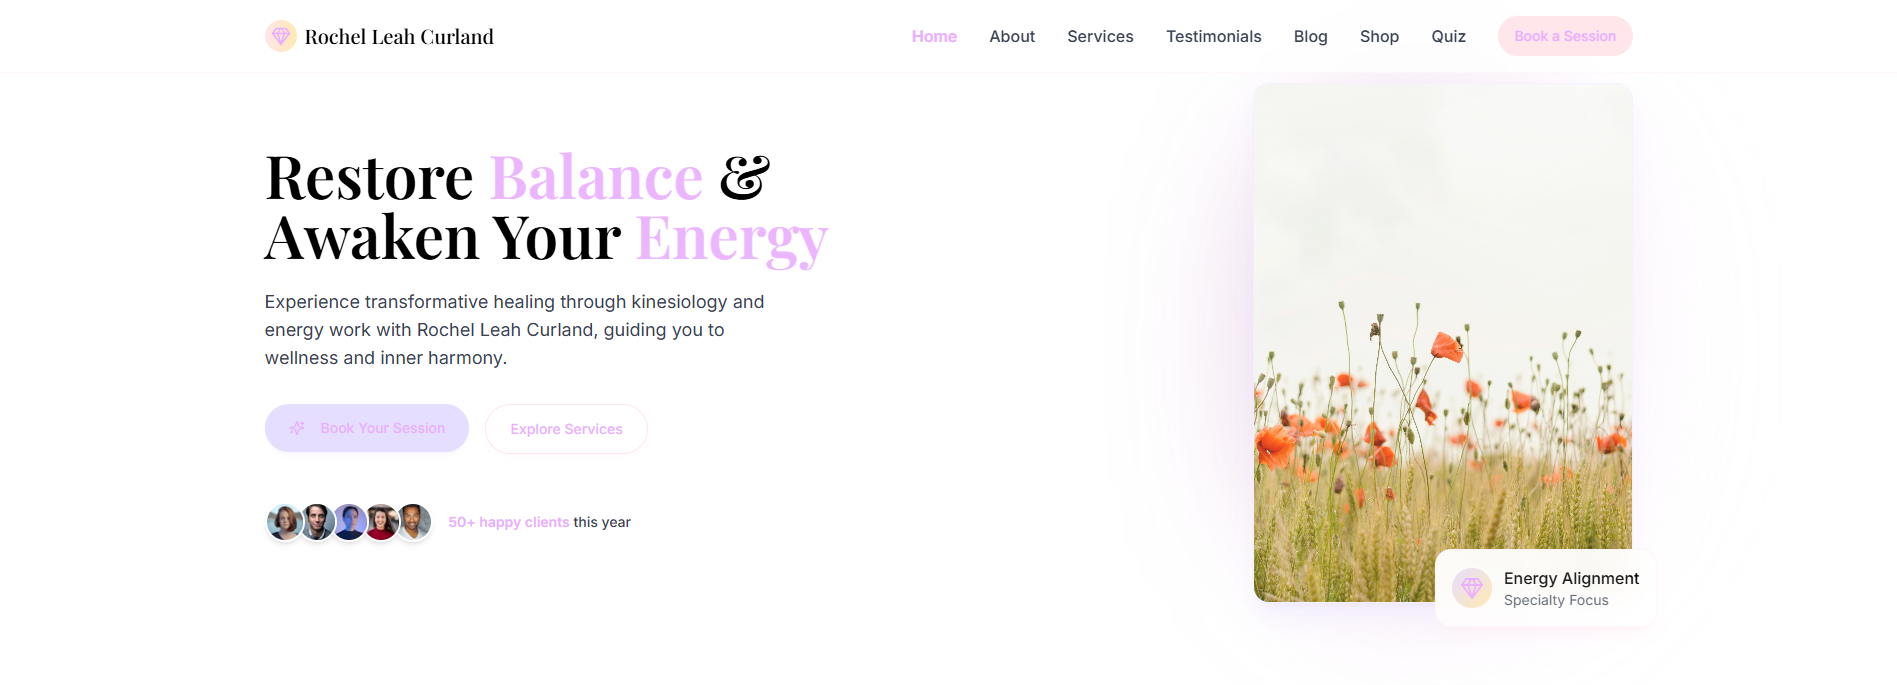 Rochel Leah Curland
Home About Services Testimonials Blog Shop Quiz Book a Session
Restore Balance &
Awaken Your Energy
Experience transformative healing through kinesiology and
energy work with Rochel Leah Curland, guiding you to
wellness and inner harmony.
Book Your Session Explore Services
50+ happy clients this year
Energy Alignment
Specialty Focus